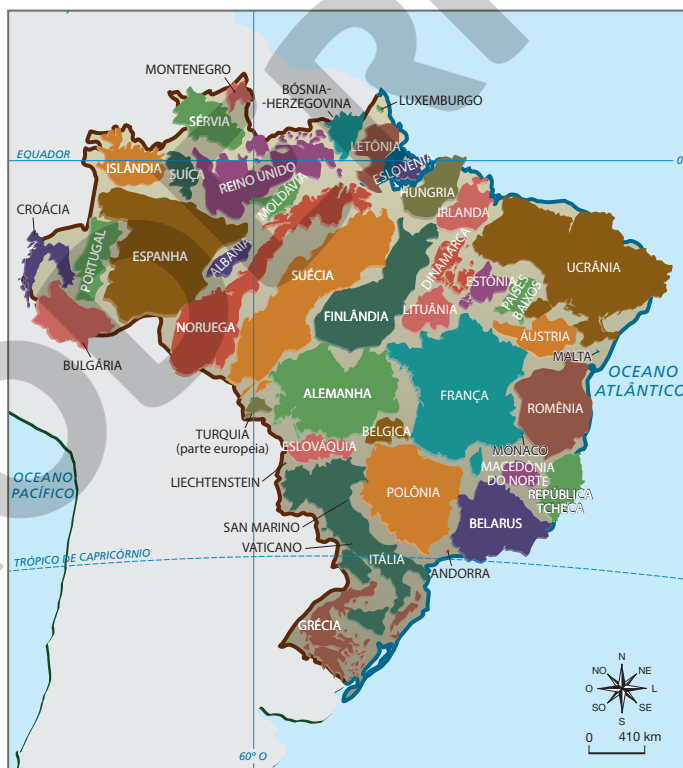 MONTENEGRO
BÓSNIA-
-HERZEGOVINA
LUXEMBURGO
SÉRVIA
LETÔNIA
EQUADOR
0
ISLÂNDIA
SUÍÇA
REINO UNIDO
ESLOVÊNIA
MOLDÁVIA
HUNGRIA
CROÁCIA
IRLANDA
PORTUGAL
ESPANHA
ALBÂNIA
SUÉCIA
DINAMARCA
ESTÔNIA
UCRÂNIA
PAÍSES
BAIXOS
NORUEGA
FINLÂNDIA
LITUÂNIA
ÁUSTRIA
BULGÁRIA
MALTA
OCEANO
ATLÂNTICO
ALEMANHA
FRANÇA
ROMÊNIA
TURQUIA
(parte europeia)
BÉLGICA
ESLOVÁQUIA
MÔNACO
OCEANO
PACÍFICO
LIECHTENSTEIN
MACEDÔNIA
DO NORTE
POLÔNIA
REPÚBLICA
TCHECA
SAN MARINO
BELARUS
VATICANO
TRÓPICO DE CAPRICÓRNIO
ITÁLIA
ANDORRA
GRÉCIA
N
NO
NE
O
L
SO
SE
S
0 410 km
60º O